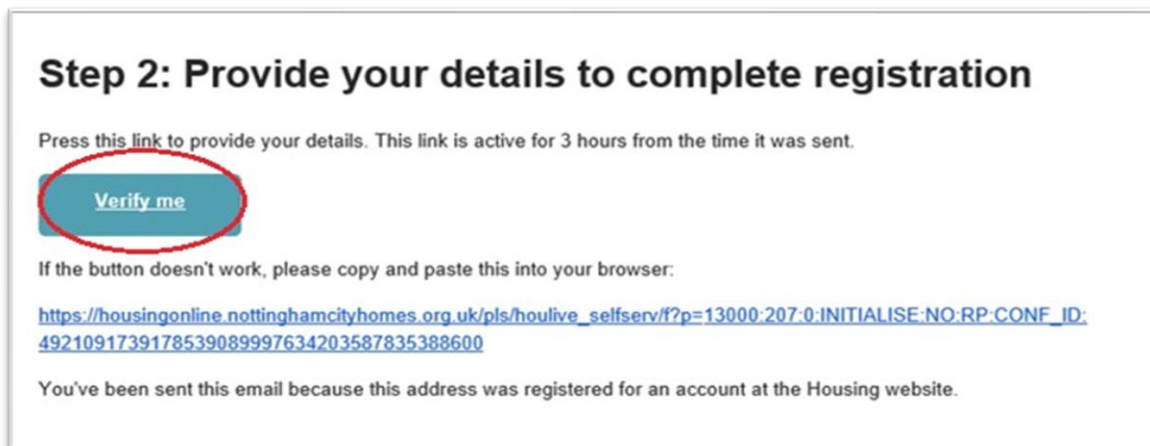 Step 2: Provide your details to complete registration
Press this link to provide your details. This link is active for 3 hours from the time it was sent.
Verify me
If the button doesn't work, please copy and paste this into your browser:
https://housingonline.nottinghamcityhomes.org.uk/pls/houlive_selfserv/f?p=13000:207:0:INITIALISE:NO:RP:CONF_ID:
492109173917853908999763420358783538​8600
You've been sent this email because this address was registered for an account at the Housing website.